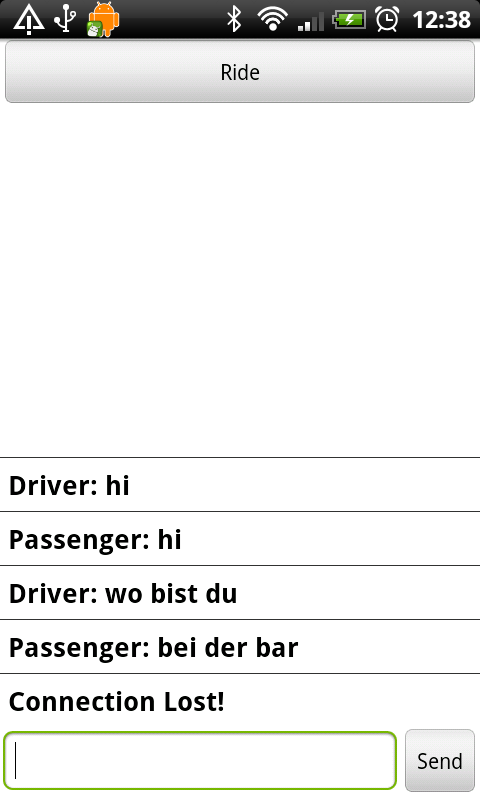 12:38
Ride
Driver: hi
Passenger: hi
Driver: wo bist du
Passenger: bei der bar
Connection Lost!
Send